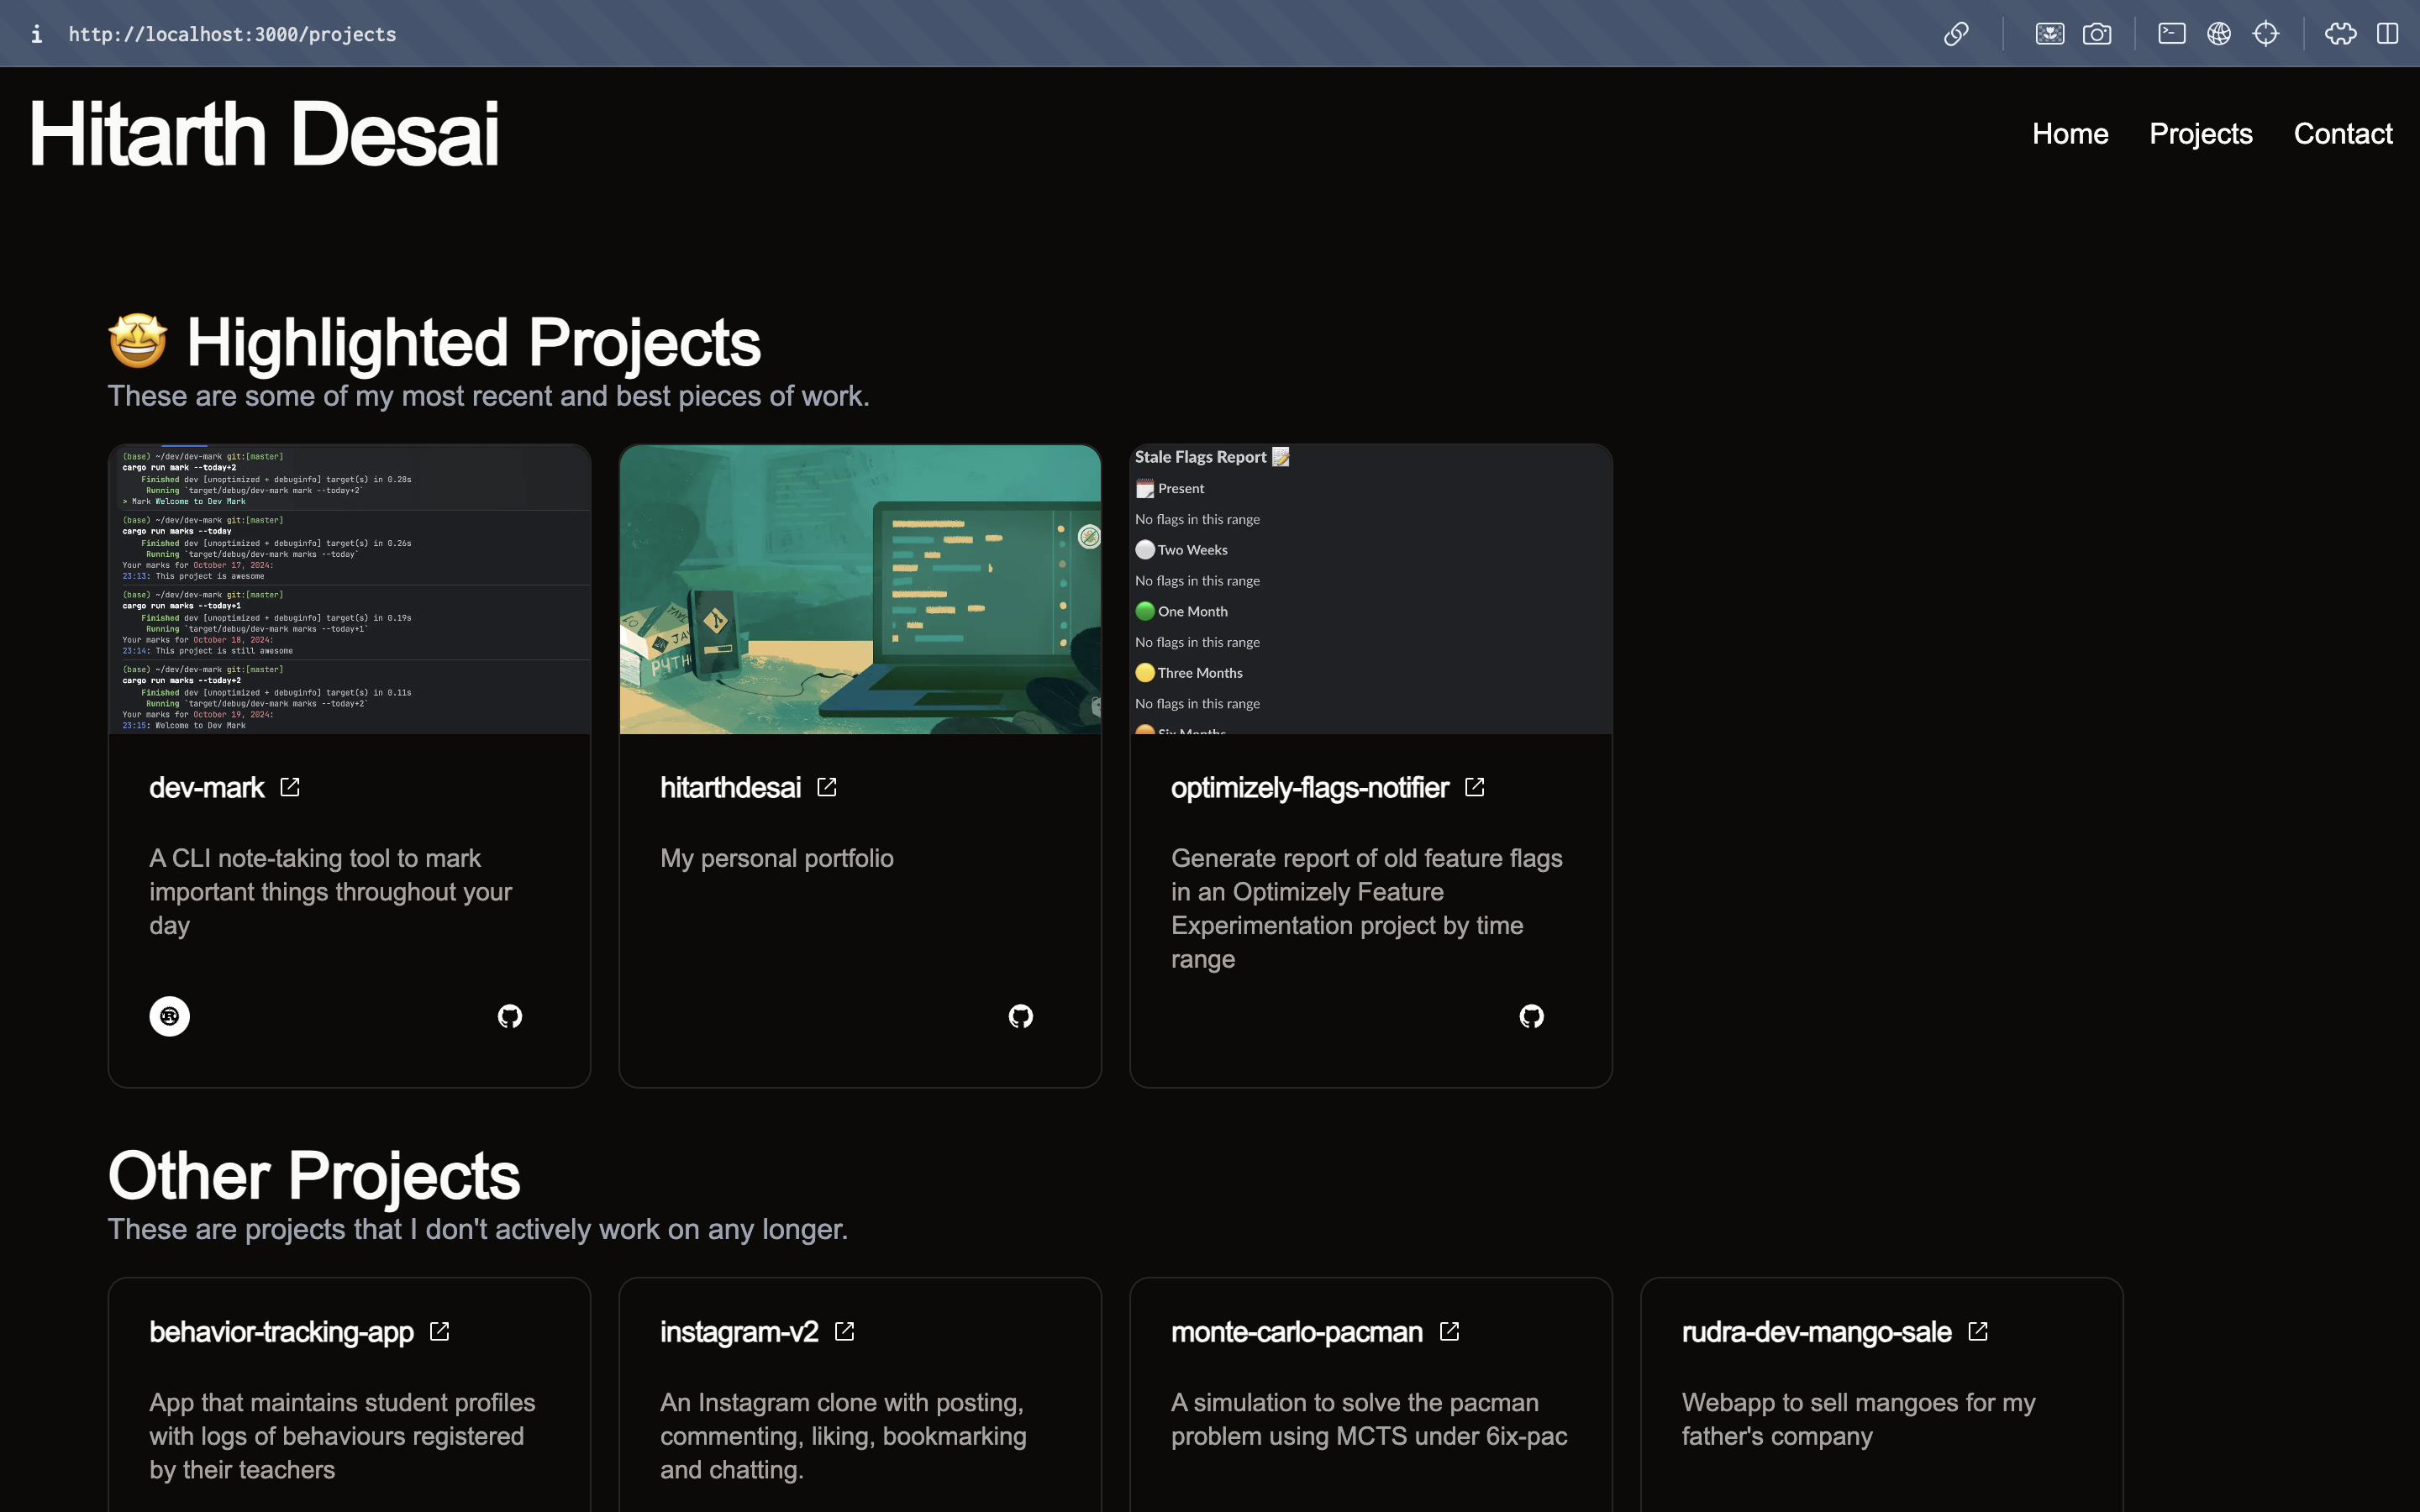 http://localhost:3000/projects
Hitarth Desai
Home
Projects
Contact
🤩 Highlighted Projects
These are some of my most recent and best pieces of work.
(base) ~/dev/dev-mark git:[master]
cargo run mark --today+2
Finished dev [unoptimized + debuginfo] target(s) in 0.28s
Running `target/debug/dev-mark mark --today+2`
> Mark Welcome to Dev Mark
(base) ~/dev/dev-mark git:[master]
cargo run marks --today
Finished dev [unoptimized + debuginfo] target(s) in 0.26s
Running `target/debug/dev-mark marks --today`
Your marks for October 17, 2024:
23:13: This project is awesome
(base) ~/dev/dev-mark git:[master]
cargo run marks --today+1
Finished dev [unoptimized + debuginfo] target(s) in 0.19s
Running `target/debug/dev-mark marks --today+1`
Your marks for October 18, 2024:
23:14: This project is still awesome
(base) ~/dev/dev-mark git:[master]
cargo run marks --today+2
Finished dev [unoptimized + debuginfo] target(s) in 0.11s
Running `target/debug/dev-mark marks --today+2`
Your marks for October 19, 2024:
23:15: Welcome to Dev Mark
dev-mark
A CLI note-taking tool to mark
important things throughout your
day
hitarthdesai
My personal portfolio
Stale Flags Report 📝
Present
No flags in this range
Two Weeks
No flags in this range
One Month
No flags in this range
Three Months
No flags in this range
Six Months
optimizely-flags-notifier
Generate report of old feature flags
in an Optimizely Feature
Experimentation project by time
range
Other Projects
These are projects that I don't actively work on any longer.
behavior-tracking-app
App that maintains student profiles
with logs of behaviours registered
by their teachers
instagram-v2
An Instagram clone with posting,
commenting, liking, bookmarking
and chatting.
monte-carlo-pacman
A simulation to solve the pacman
problem using MCTS under 6ix-pac
rudra-dev-mango-sale
Webapp to sell mangoes for my
father's company